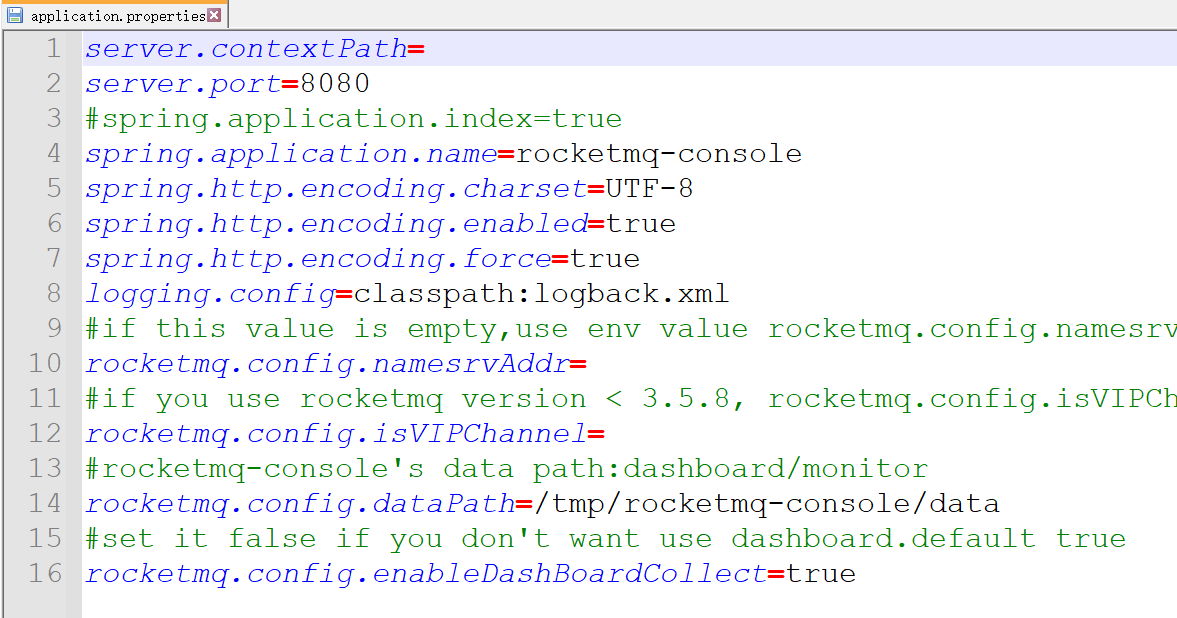 application.properties
1 server.contextPath=
2 server.port=8080
3 #spring.application.index=true
4 spring.application.name=rocketmq-console
5 spring.http.encoding.charset=UTF-8
6 spring.http.encoding.enabled=true
7 spring.http.encoding.force=true
8 logging.config=classpath:logback.xml
9 #if this value is empty,use env value rocketmq.config.namesrv
10 rocketmq.config.namesrvAddr=
11 #if you use rocketmq version < 3.5.8, rocketmq.config.isVIPCh
12 rocketmq.config.isVIPChannel=
13 #rocketmq-console's data path:dashboard/monitor
14 rocketmq.config.dataPath=/tmp/rocketmq-console/data
15 #set it false if you don't want use dashboard.default true
16 rocketmq.config.enableDashBoardCollect=true